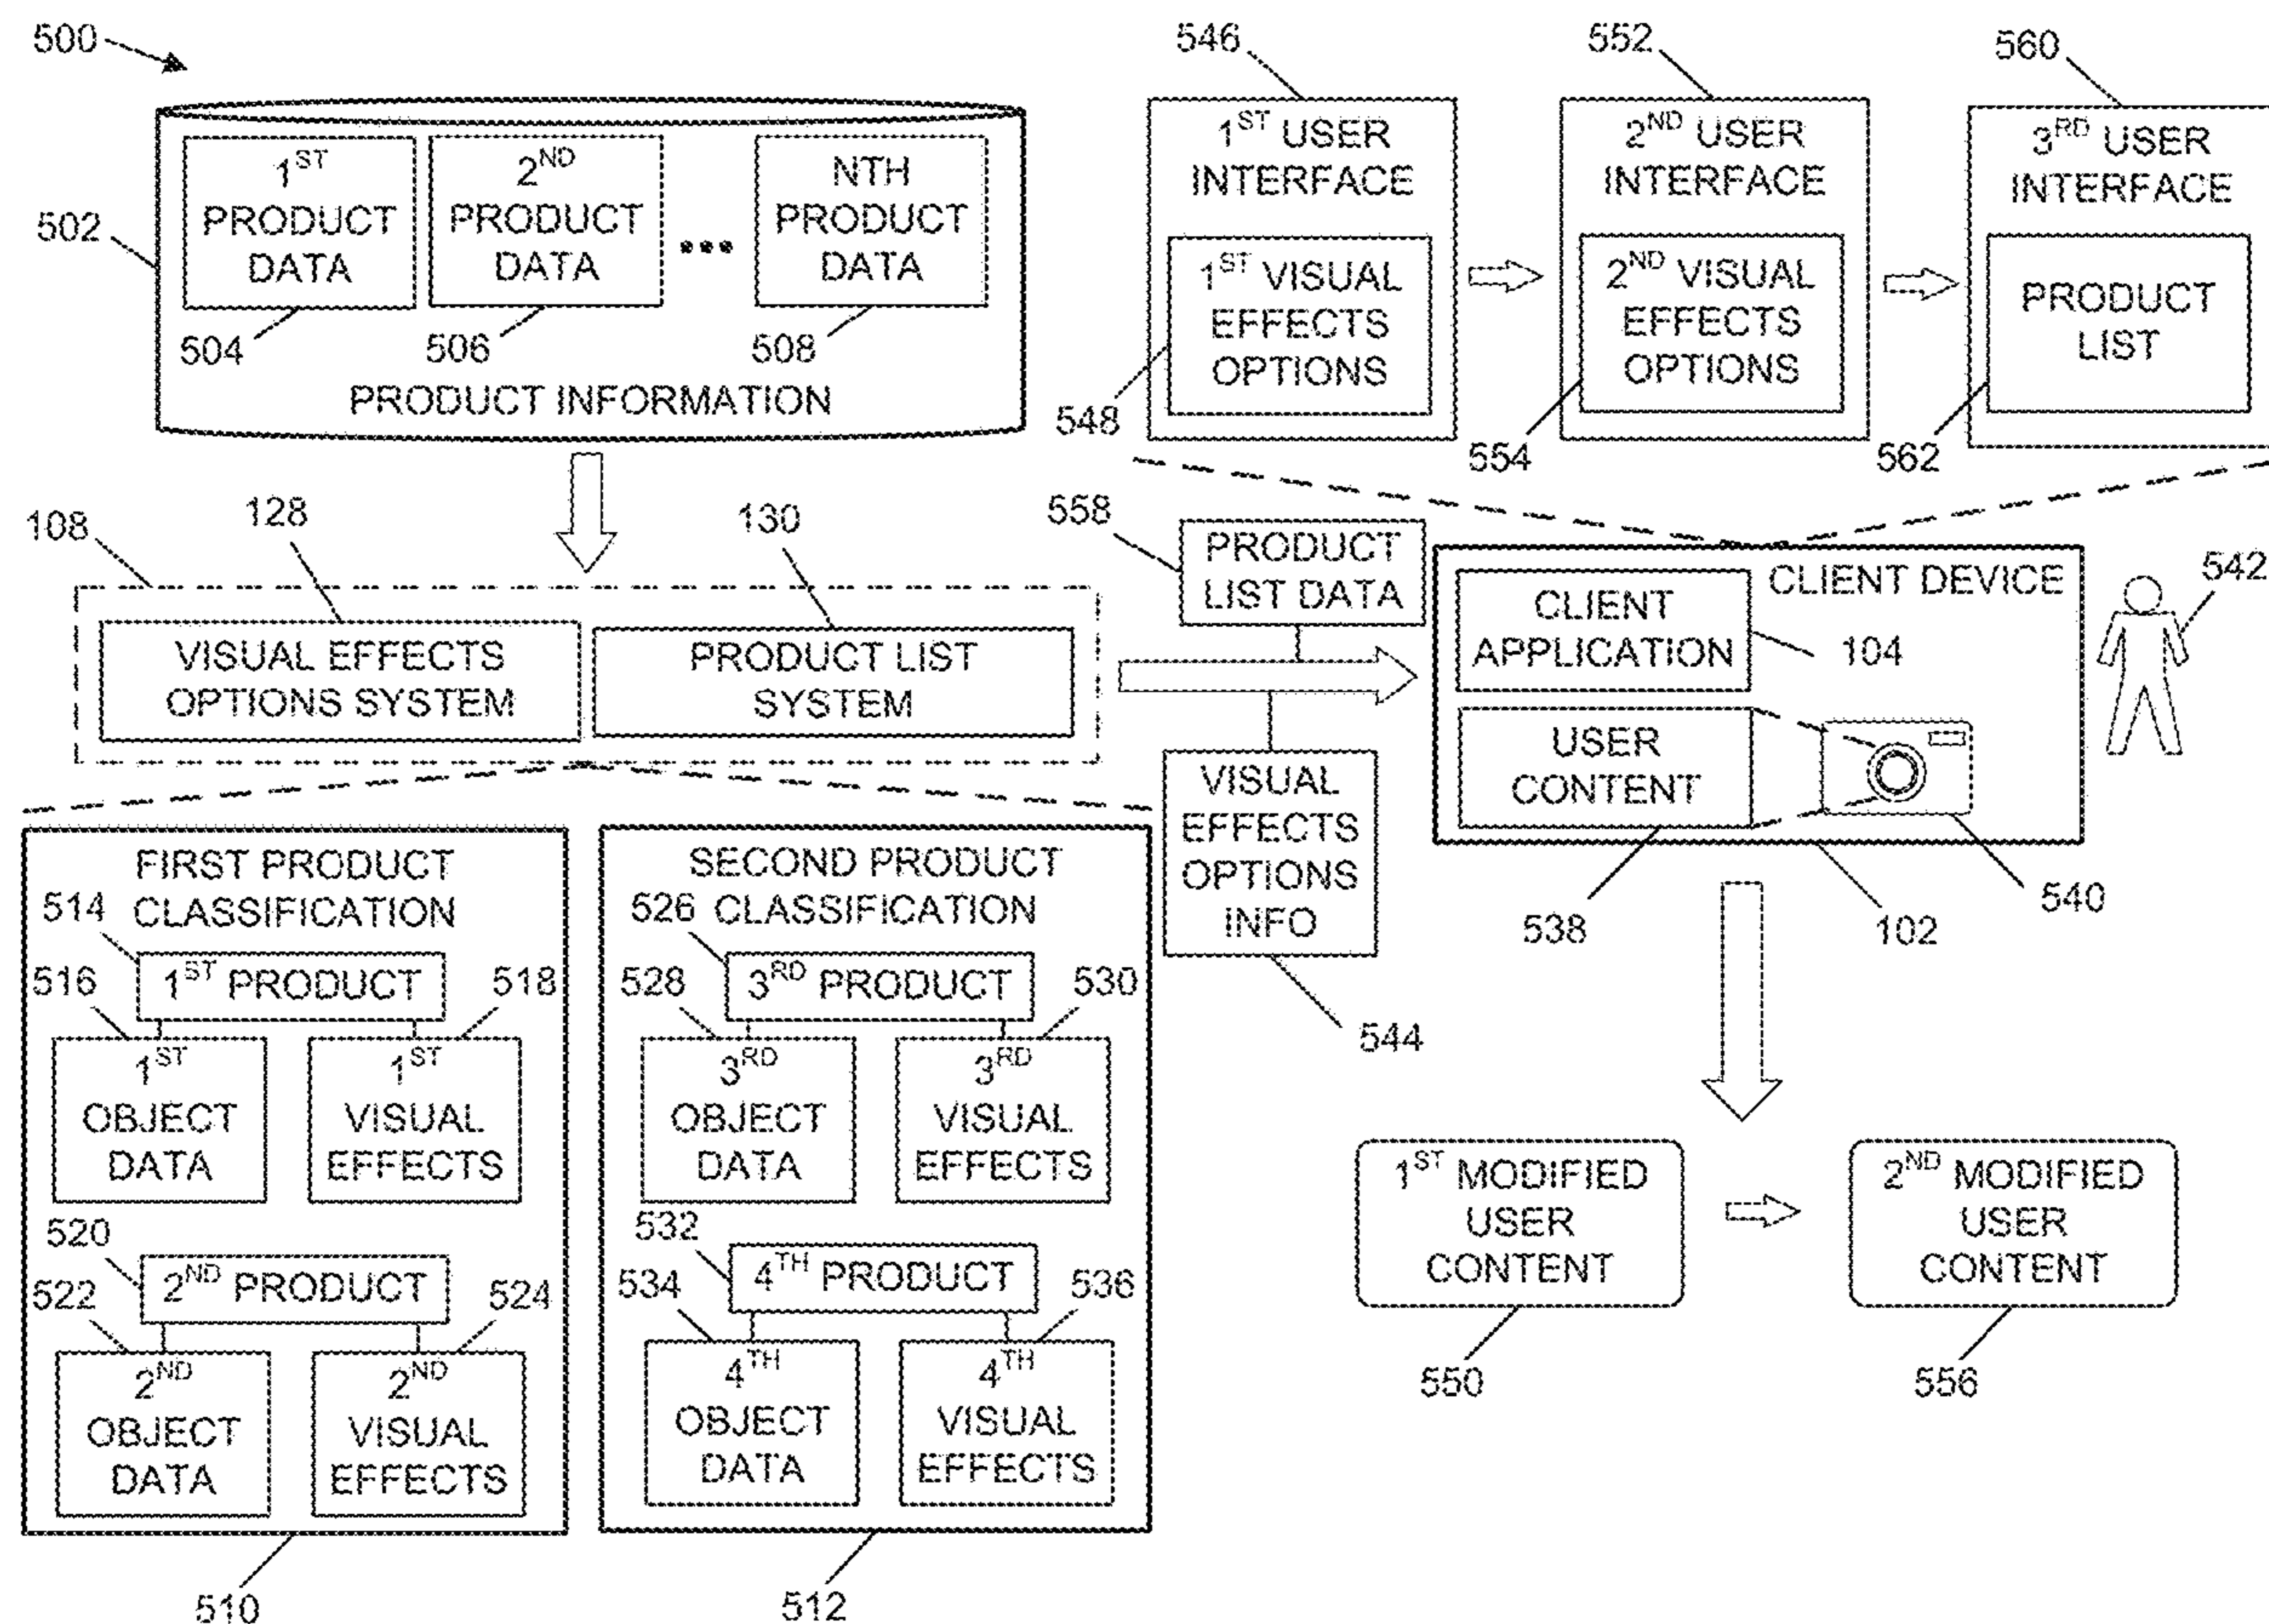 500
502
1ST
PRODUCT
DATA
504
2ND
PRODUCT
DATA
506
•••
NTH
PRODUCT
DATA
508
PRODUCT INFORMATION
546
1ST USER
INTERFACE
1ST VISUAL
EFFECTS
OPTIONS
548
552
2ND USER
INTERFACE
2ND VISUAL
EFFECTS
OPTIONS
554
560
3RD USER
INTERFACE
PRODUCT
LIST
562
108
128
VISUAL EFFECTS
OPTIONS SYSTEM
130
PRODUCT LIST
SYSTEM
558
PRODUCT
LIST DATA
VISUAL
EFFECTS
OPTIONS
INFO
544
CLIENT DEVICE
CLIENT
APPLICATION
104
USER
CONTENT
538
102
540
542
FIRST PRODUCT
CLASSIFICATION
514
1ST PRODUCT
516
518
1ST
OBJECT
DATA
1ST
VISUAL
EFFECTS
520
2ND PRODUCT
522
524
2ND
OBJECT
DATA
2ND
VISUAL
EFFECTS
510
SECOND PRODUCT
CLASSIFICATION
526
3RD PRODUCT
528
530
3RD
OBJECT
DATA
3RD
VISUAL
EFFECTS
532
4TH PRODUCT
534
536
4TH
OBJECT
DATA
4TH
VISUAL
EFFECTS
512
1ST MODIFIED
USER
CONTENT
550
2ND MODIFIED
USER
CONTENT
556